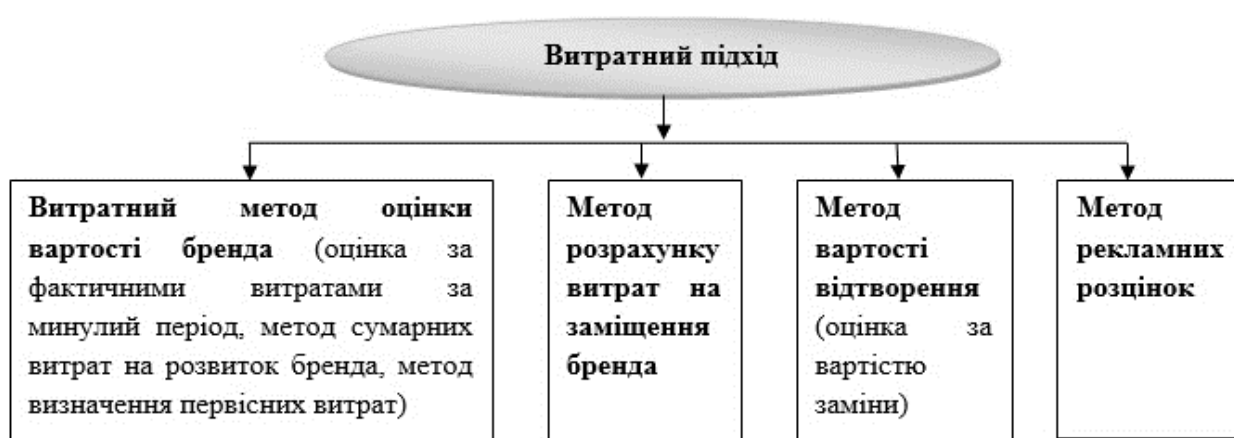 Витратний підхід
Витратний метод оцінки
вартості бренда (оцінка за
фактичними витратами за
минулий період, метод сумарних
витрат на розвиток бренда, метод
визначення первісних витрат)
Метод
розрахунку
витрат на
заміщення
бренда
Метод
вартості
відтворення
(оцінка за
вартістю
заміни)
Метод
рекламних
розцінок